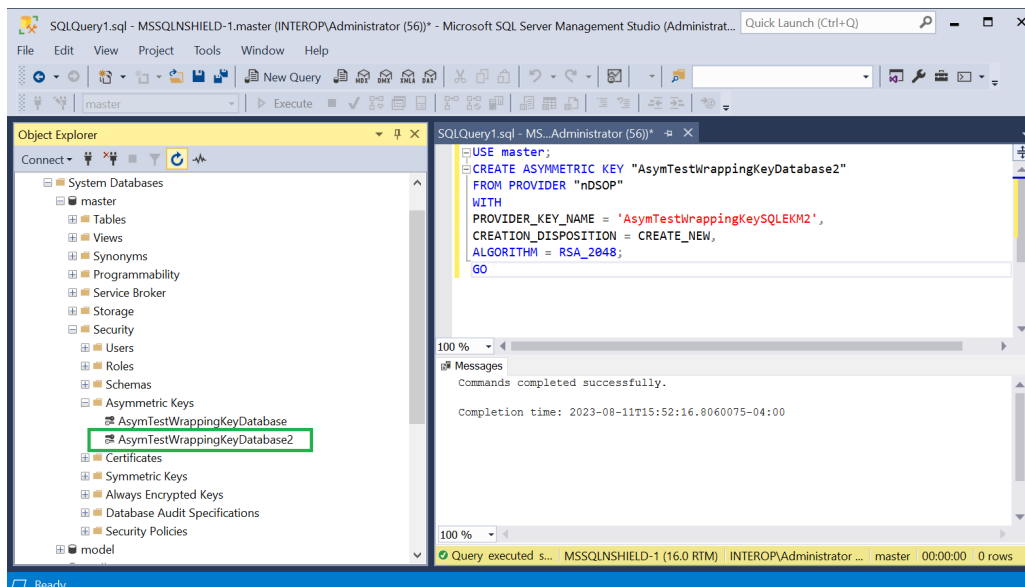 SQLQuery1.sql - MSSQLNSHIELD-1.master (INTEROP\Administrator (56))* - Microsoft SQL Server Management Studio (Administrat...
Quick Launch (Ctrl+Q)
File Edit View Project Tools Window Help
New Query MDX DMX XMLA DAX
master Execute
Object Explorer
Connect
System Databases
master
Tables
Views
Synonyms
Programmability
Service Broker
Storage
Security
Users
Roles
Schemas
Asymmetric Keys
AsymTestWrappingKeyDatabase
AsymTestWrappingKeyDatabase2
Certificates
Symmetric Keys
Always Encrypted Keys
Database Audit Specifications
Security Policies
model
SQLQuery1.sql - MS...Administrator (56))*
USE master;
CREATE ASYMMETRIC KEY "AsymTestWrappingKeyDatabase2"
FROM PROVIDER "nDSOP"
WITH
PROVIDER_KEY_NAME = 'AsymTestWrappingKeySQLEKM2',
CREATION_DISPOSITION = CREATE_NEW,
ALGORITHM = RSA_2048;
GO
100 %
Messages
Commands completed successfully.
Completion time: 2023-08-11T15:52:16.8060075-04:00
100 %
Query executed s... MSSQLNSHIELD-1 (16.0 RTM) INTEROP\Administrator ... master 00:00:00 0 rows
Ready